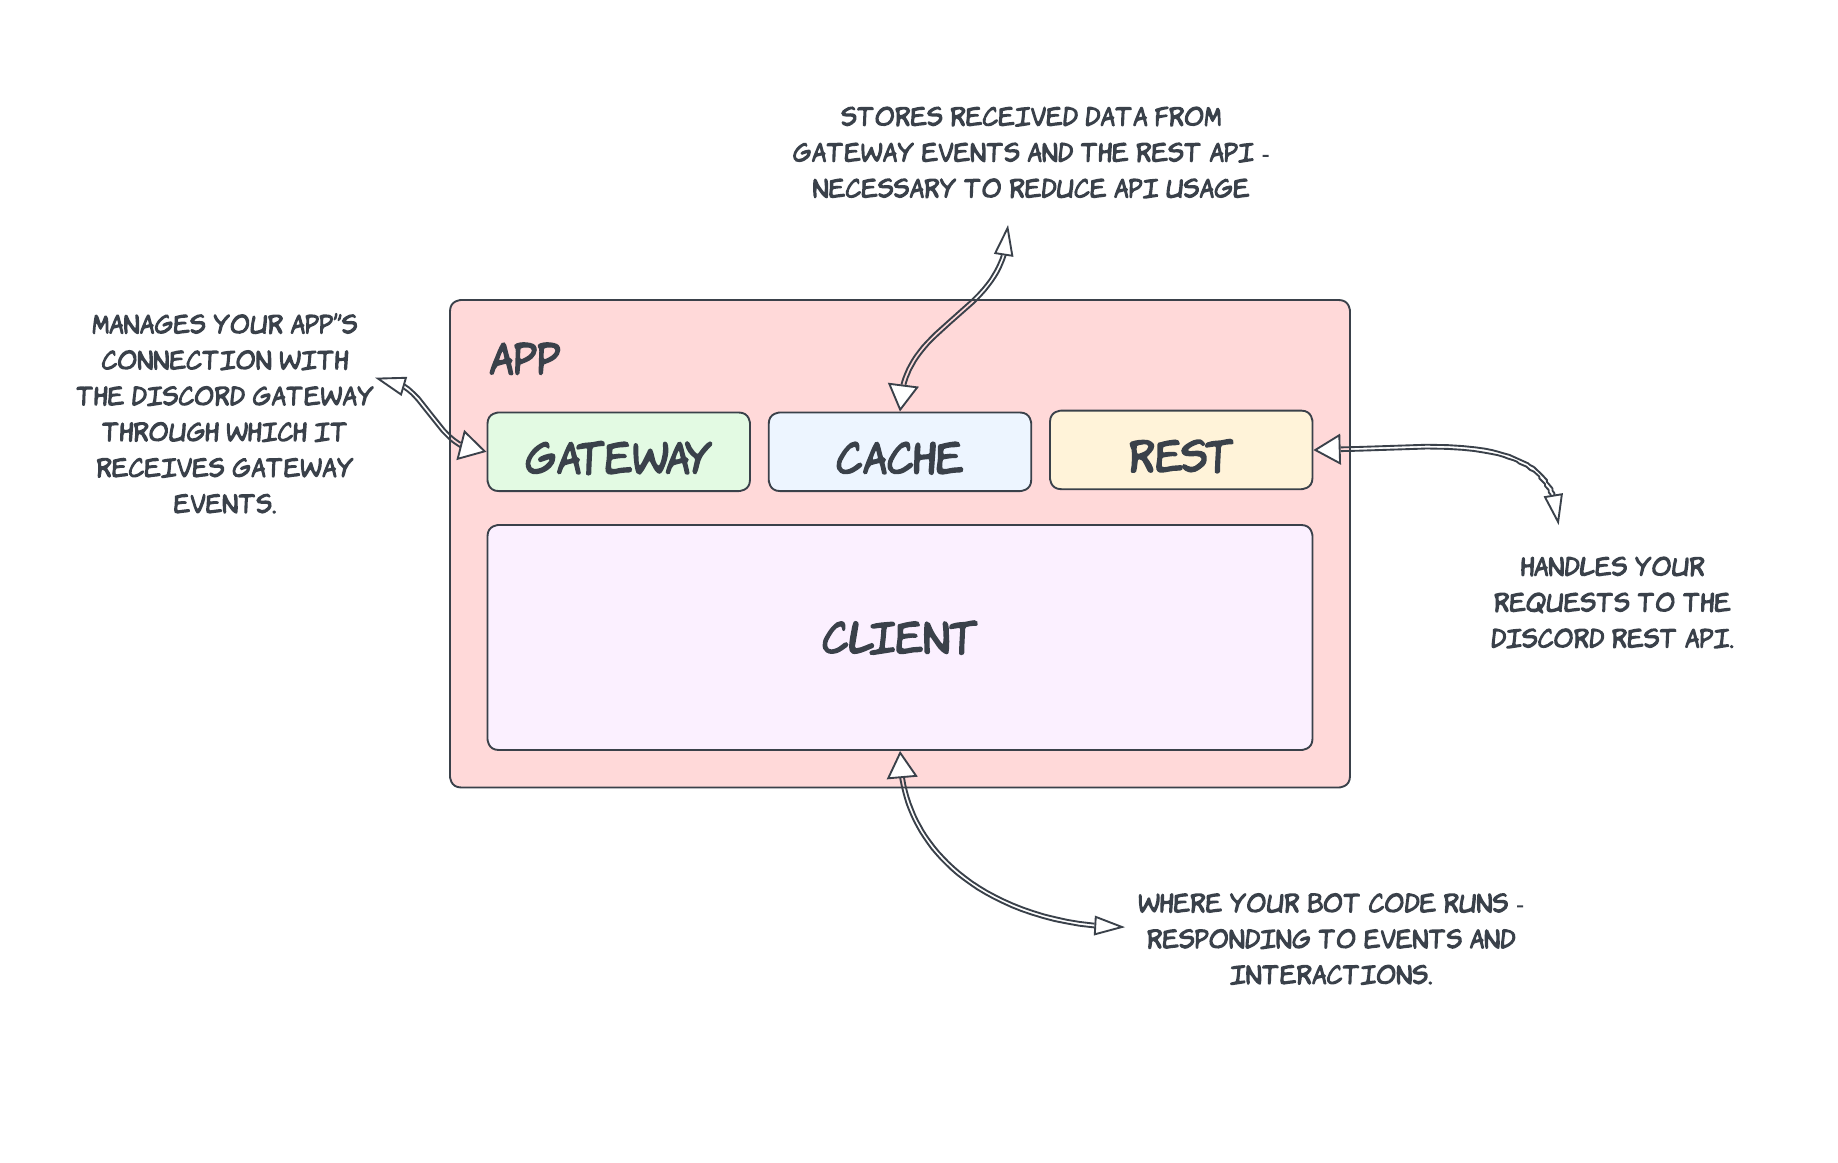 STORES RECEIVED DATA FROM
GATEWAY EVENTS AND THE REST API -
NECESSARY TO REDUCE API USAGE
MANAGES YOUR APP"S
CONNECTION WITH
THE DISCORD GATEWAY
THROUGH WHICH IT
RECEIVES GATEWAY
EVENTS.
APP
GATEWAY
CACHE
REST
CLIENT
HANDLES YOUR
REQUESTS TO THE
DISCORD REST API.
WHERE YOUR BOT CODE RUNS -
RESPONDING TO EVENTS AND
INTERACTIONS.